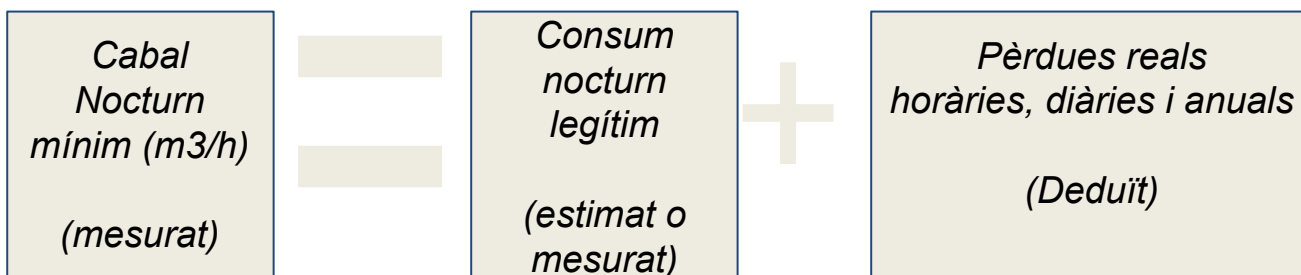 Cabal
Nocturn
mínim (m3/h)
(mesurat)
=
Consum
nocturn
legítim
(estimat o
mesurat)
+
Pèrdues reals
horàries, diàries i anuals
(Deduït)